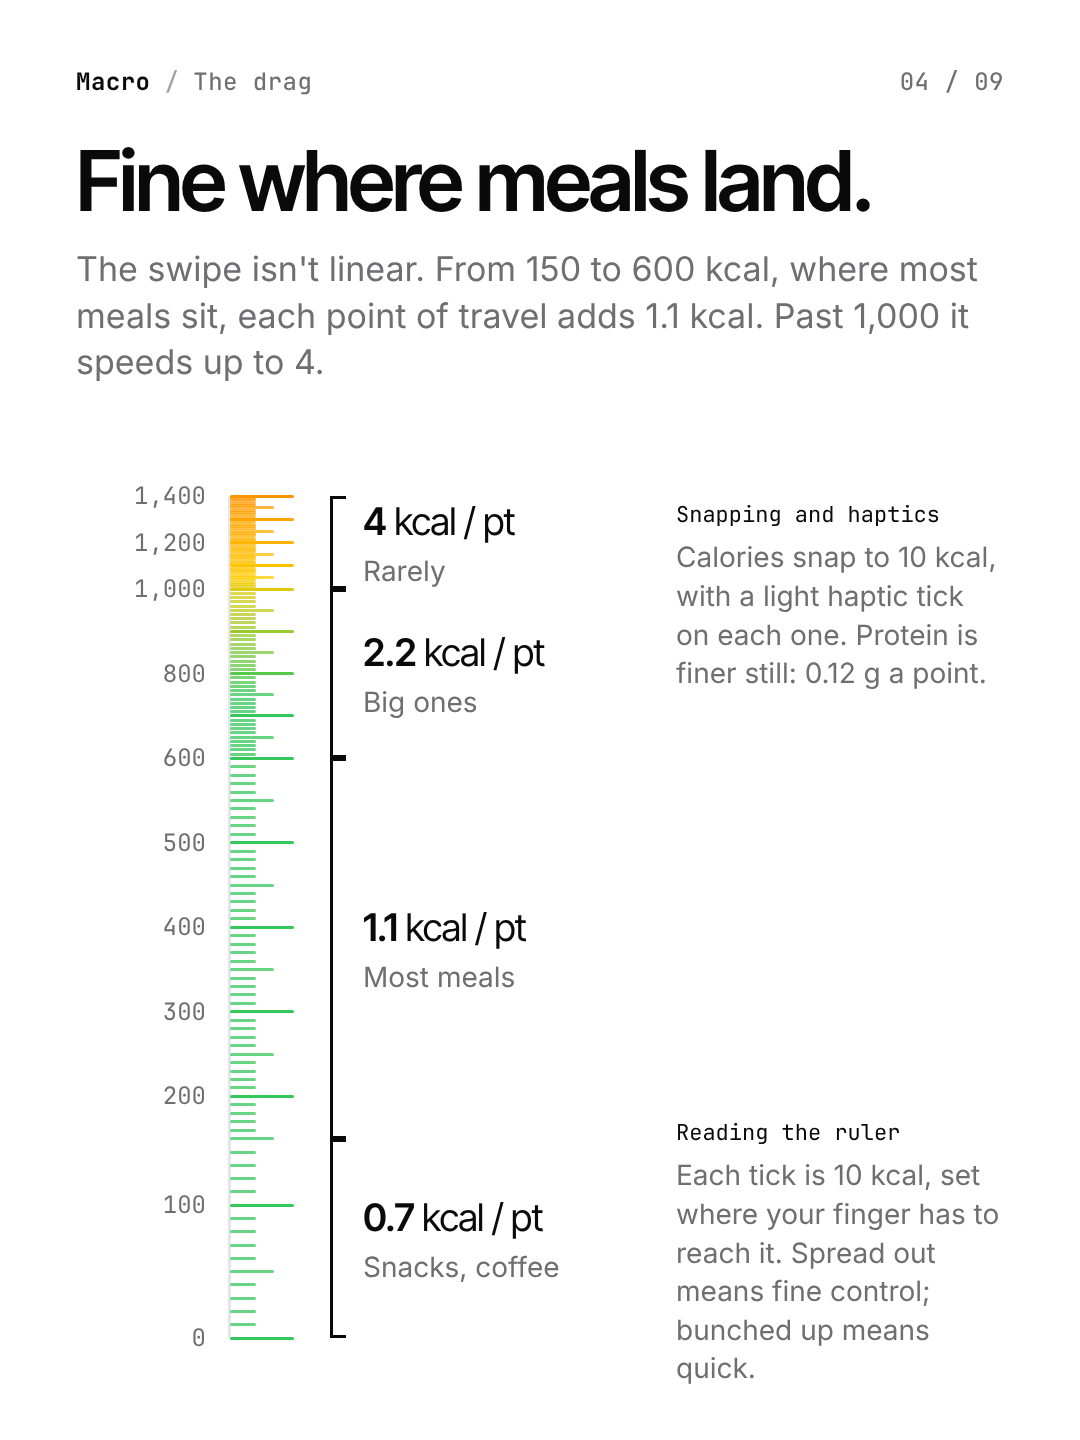 Macro / The drag
04 / 09
Fine where meals land.
The swipe isn't linear. From 150 to 600 kcal, where most
meals sit, each point of travel adds 1.1 kcal. Past 1,000 it
speeds up to 4.
1,400
1,200
1,000
800
600
500
400
300
200
100
0
4 kcal / pt
Rarely
2.2 kcal / pt
Big ones
1.1 kcal / pt
Most meals
0.7 kcal / pt
Snacks, coffee
Snapping and haptics
Calories snap to 10 kcal,
with a light haptic tick
on each one. Protein is
finer still: 0.12 g a point.
Reading the ruler
Each tick is 10 kcal, set
where your finger has to
reach it. Spread out
means fine control;
bunched up means
quick.